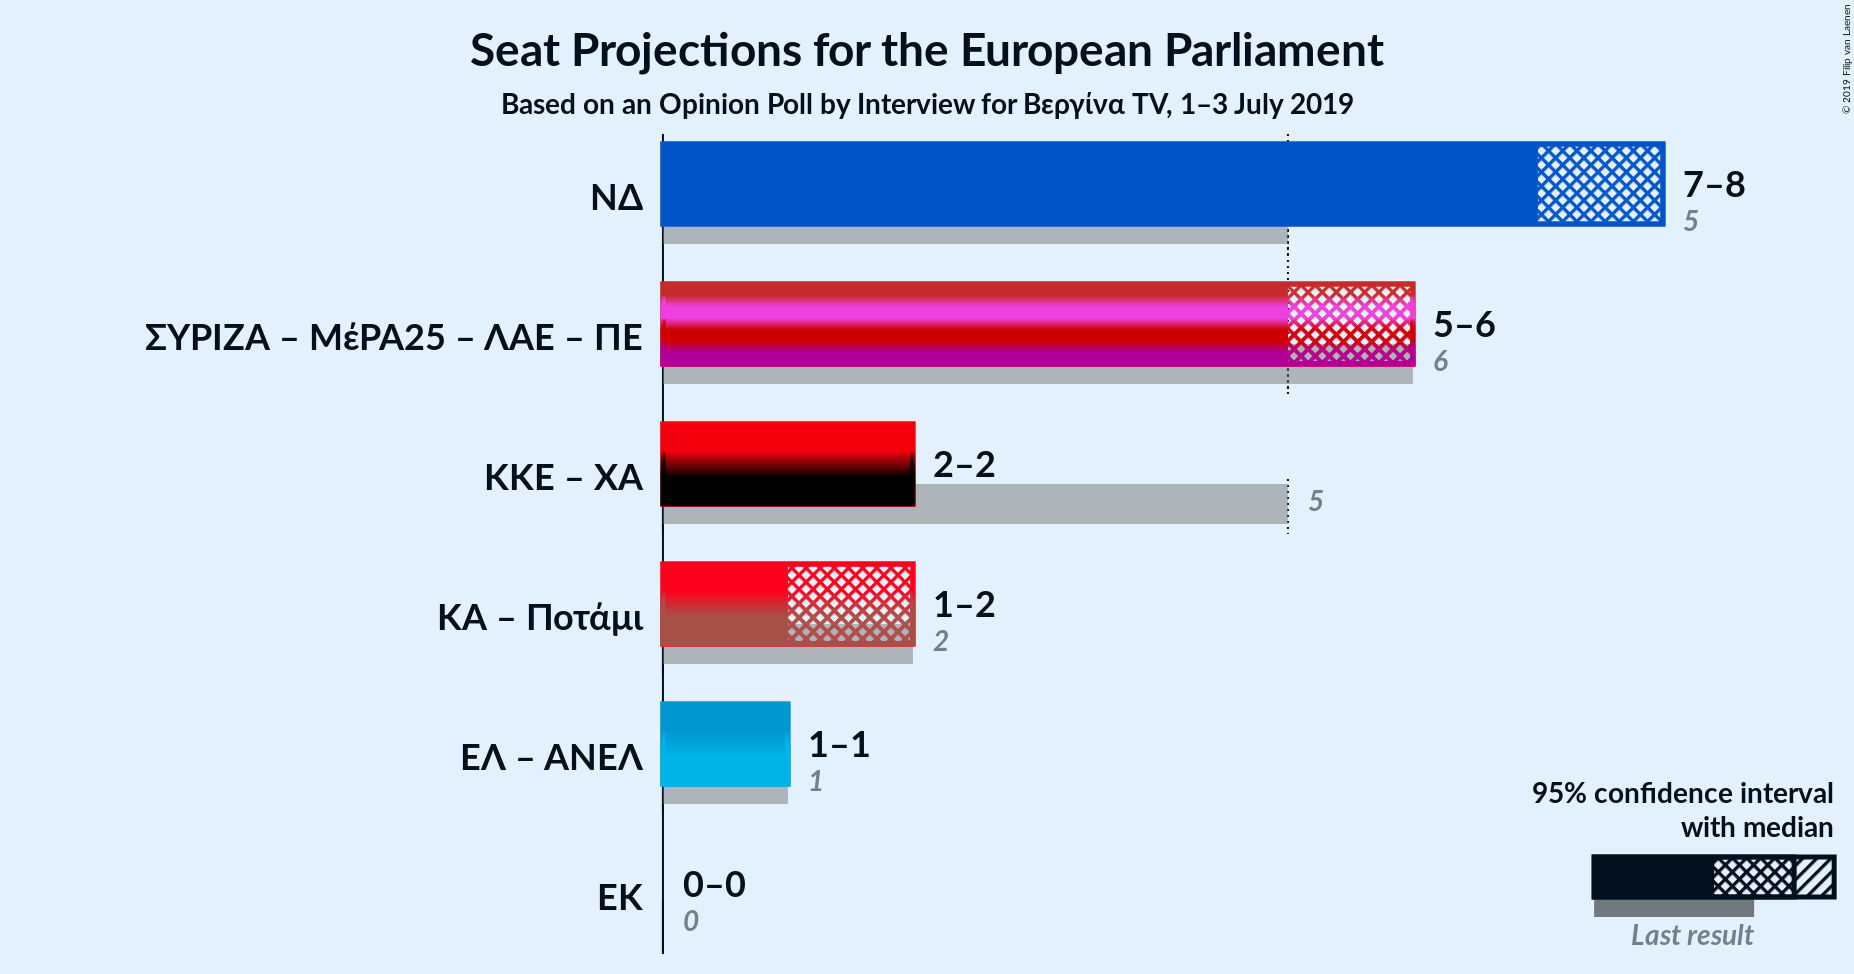 Seat Projections for the European Parliament
Based on an Opinion Poll by Interview for Βεργίνα TV, 1–3 July 2019
© 2019 Filip van Laenen
ΝΔ
7–8
5
ΣΥΡΙΖΑ – ΜέΡΑ25 – ΛΑΕ – ΠΕ
5–6
6
ΚΚΕ – ΧΑ
2–2
5
ΚΑ – Ποτάμι
1–2
2
ΕΛ – ΑΝΕΛ
1–1
1
ΕΚ
0–0
0
95% confidence interval
with median
Last result